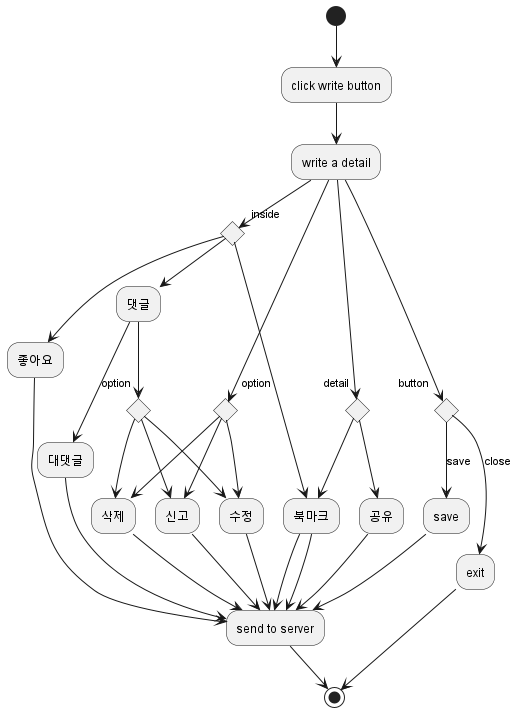 click write button
write a detail
inside
댓글
좋아요
option
option
detail
button
대댓글
save
close
삭제
신고
수정
북마크
공유
save
exit
send to server